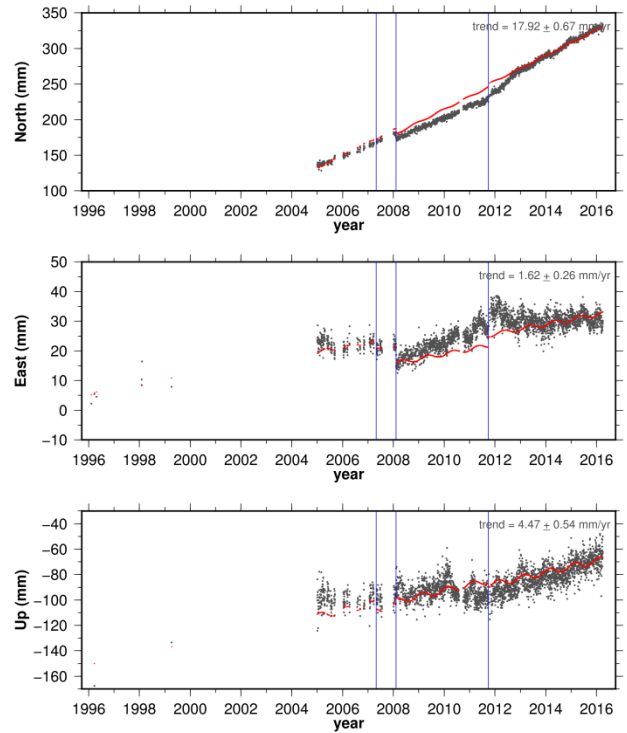 350
300
250
200
150
100
North (mm)
trend = 17.92 ± 0.67 mm/yr
1996 1998 2000 2002 2004 2006 2008 2010 2012 2014 2016
year
50
40
30
20
10
0
−10
East (mm)
trend = 1.62 ± 0.26 mm/yr
1996 1998 2000 2002 2004 2006 2008 2010 2012 2014 2016
year
−40
−60
−80
−100
−120
−140
−160
Up (mm)
trend = 4.47 ± 0.54 mm/yr
1996 1998 2000 2002 2004 2006 2008 2010 2012 2014 2016
year